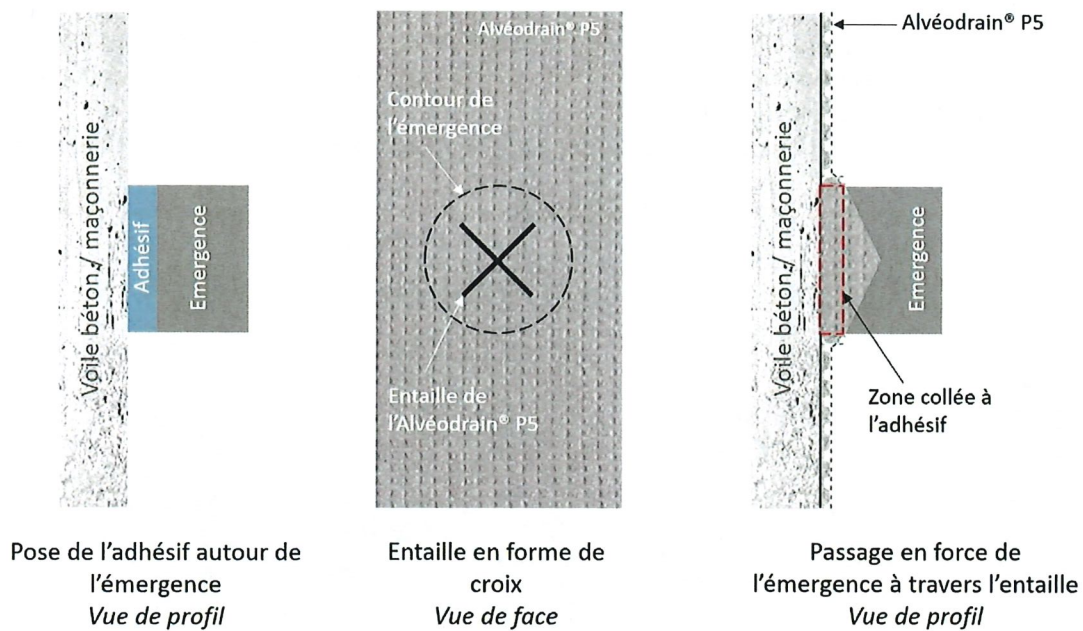 Voile béton / maçonnerie
Adhésif
Emergence
Pose de l'adhésif autour de
l'émergence
Vue de profil
Alvéodrain® P5
Contour de
l'émergence
Entaille de
l'Alvéodrain® P5
Entaille en forme de
croix
Vue de face
Alvéodrain® P5
Voile béton / maçonnerie
Emergence
Zone collée à
l'adhésif
Passage en force de
l'émergence à travers l'entaille
Vue de profil